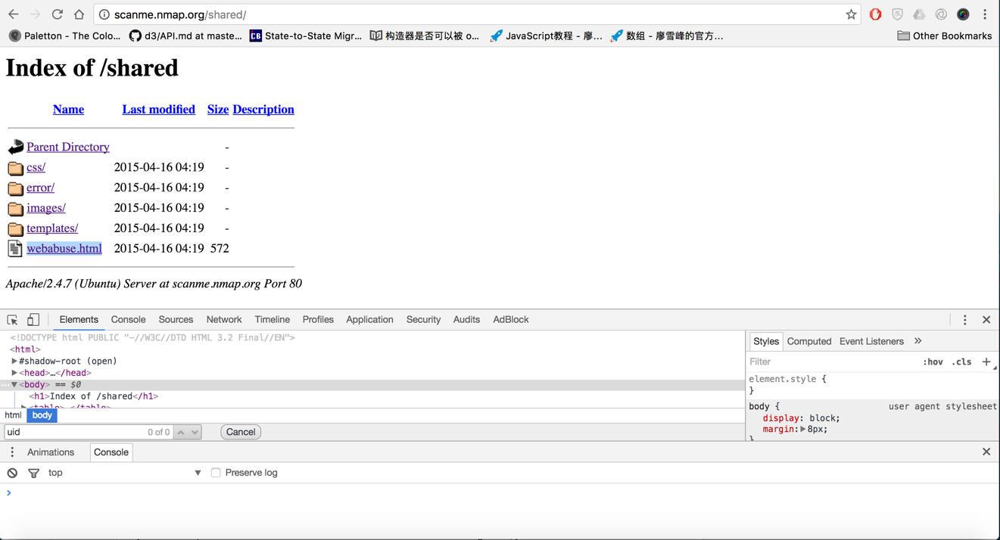 scanme.nmap.org/shared/
Paletton - The Colo... d3/API.md at maste... CB State-to-State Migr... 构造器是否可以被 o... JavaScript教程 - 廖... 数组 - 廖雪峰的官方... Other Bookmarks
Index of /shared
Name Last modified Size Description
Parent Directory -
css/ 2015-04-16 04:19 -
error/ 2015-04-16 04:19 -
images/ 2015-04-16 04:19 -
templates/ 2015-04-16 04:19 -
webabuse.html 2015-04-16 04:19 572
Apache/2.4.7 (Ubuntu) Server at scanme.nmap.org Port 80
Elements Console Sources Network Timeline Profiles Application Security Audits AdBlock
<!DOCTYPE html PUBLIC "-//W3C//DTD HTML 3.2 Final//EN">
<html>
▶#shadow-root (open)
▶<head>…</head>
…▼<body> == $0
<h1>Index of /shared</h1>
▶<table>…</table>
html body
uid 0 of 0 Cancel
Styles Computed Event Listeners »
Filter :hov .cls +
element.style {
}
body { user agent stylesheet
display: block;
margin:▶8px;
}
Animations Console
top ▼ Preserve log
>